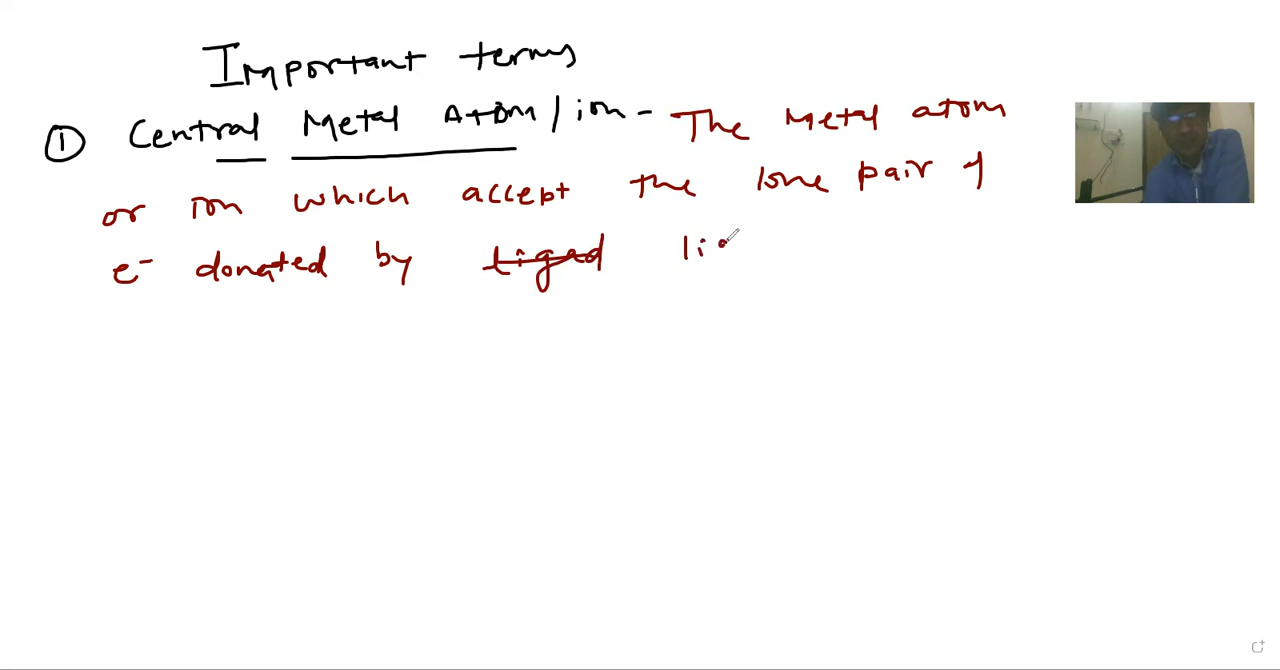 Important terms
① Central Metal Atom/ion - The Metal atom
or ion which accept the lone pair of
e⁻ donated by ligad lig